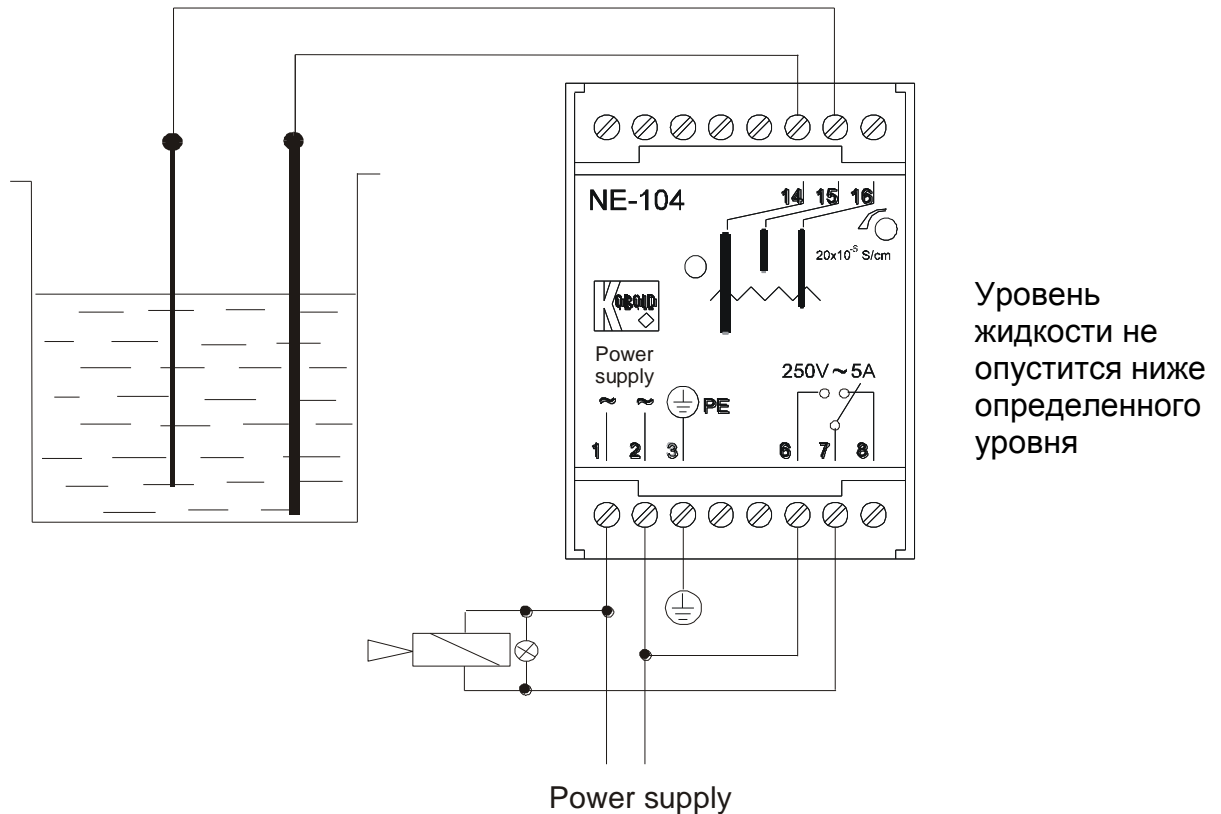 NE-104
14 15 16
20x10⁻⁵ S/cm
KOBOLD
Power
supply
250V ~ 5A
~ ~ PE
1 2 3 6 7 8
Уровень
жидкости не
опустится ниже
определенного
уровня
Power supply